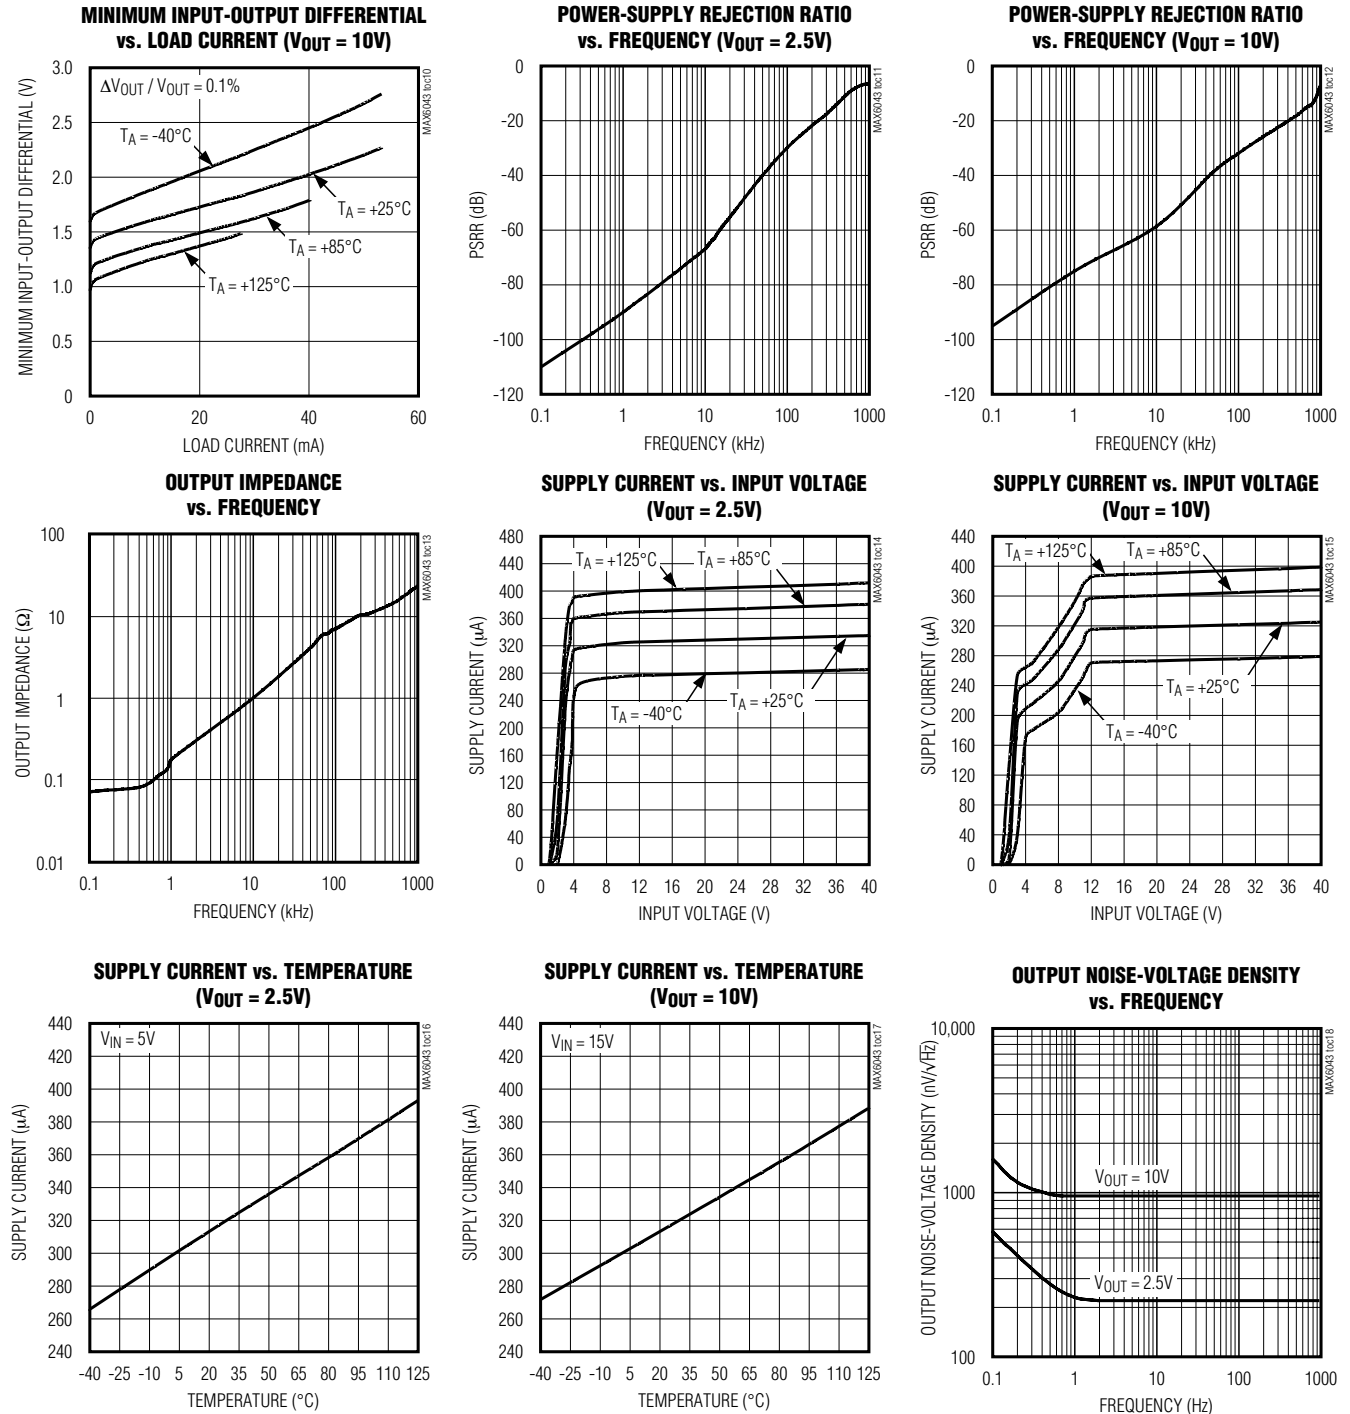 MINIMUM INPUT-OUTPUT DIFFERENTIAL
vs. LOAD CURRENT (VOUT = 10V)
MINIMUM INPUT-OUTPUT DIFFERENTIAL (V)
3.0
2.5
2.0
1.5
1.0
0.5
0
ΔVOUT / VOUT = 0.1%
TA = -40°C
TA = +25°C
TA = +85°C
TA = +125°C
MAX6043 toc10
0 20 40 60
LOAD CURRENT (mA)
POWER-SUPPLY REJECTION RATIO
vs. FREQUENCY (VOUT = 2.5V)
PSRR (dB)
0
-20
-40
-60
-80
-100
-120
MAX6043 toc11
0.1 1 10 100 1000
FREQUENCY (kHz)
POWER-SUPPLY REJECTION RATIO
vs. FREQUENCY (VOUT = 10V)
PSRR (dB)
0
-20
-40
-60
-80
-100
-120
MAX6043 toc12
0.1 1 10 100 1000
FREQUENCY (kHz)
OUTPUT IMPEDANCE
vs. FREQUENCY
OUTPUT IMPEDANCE (Ω)
100
10
1
0.1
0.01
MAX6043 toc13
0.1 1 10 100 1000
FREQUENCY (kHz)
SUPPLY CURRENT vs. INPUT VOLTAGE
(VOUT = 2.5V)
SUPPLY CURRENT (μA)
480
440
400
360
320
280
240
200
160
120
80
40
0
TA = +125°C
TA = +85°C
TA = +25°C
TA = -40°C
MAX6043 toc14
0 4 8 12 16 20 24 28 32 36 40
INPUT VOLTAGE (V)
SUPPLY CURRENT vs. INPUT VOLTAGE
(VOUT = 10V)
SUPPLY CURRENT (μA)
440
400
360
320
280
240
200
160
120
80
40
0
TA = +125°C
TA = +85°C
TA = +25°C
TA = -40°C
MAX6043 toc15
0 4 8 12 16 20 24 28 32 36 40
INPUT VOLTAGE (V)
SUPPLY CURRENT vs. TEMPERATURE
(VOUT = 2.5V)
SUPPLY CURRENT (μA)
440
420
400
380
360
340
320
300
280
260
240
VIN = 5V
MAX6043 toc16
-40 -25 -10 5 20 35 50 65 80 95 110 125
TEMPERATURE (°C)
SUPPLY CURRENT vs. TEMPERATURE
(VOUT = 10V)
SUPPLY CURRENT (μA)
440
420
400
380
360
340
320
300
280
260
240
VIN = 15V
MAX6043 toc17
-40 -25 -10 5 20 35 50 65 80 95 110 125
TEMPERATURE (°C)
OUTPUT NOISE-VOLTAGE DENSITY
vs. FREQUENCY
OUTPUT NOISE-VOLTAGE DENSITY (nV/√Hz)
10,000
1000
100
VOUT = 10V
VOUT = 2.5V
MAX6043 toc18
0.1 1 10 100 1000
FREQUENCY (Hz)